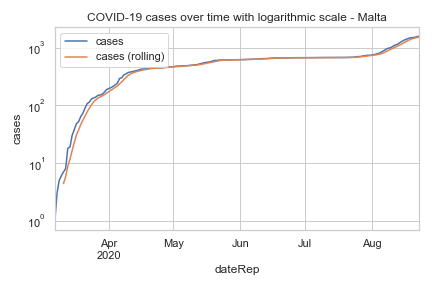 COVID-19 cases over time with logarithmic scale - Malta
cases
cases (rolling)
10³
10²
10¹
10⁰
cases
Apr
2020
May
Jun
Jul
Aug
dateRep